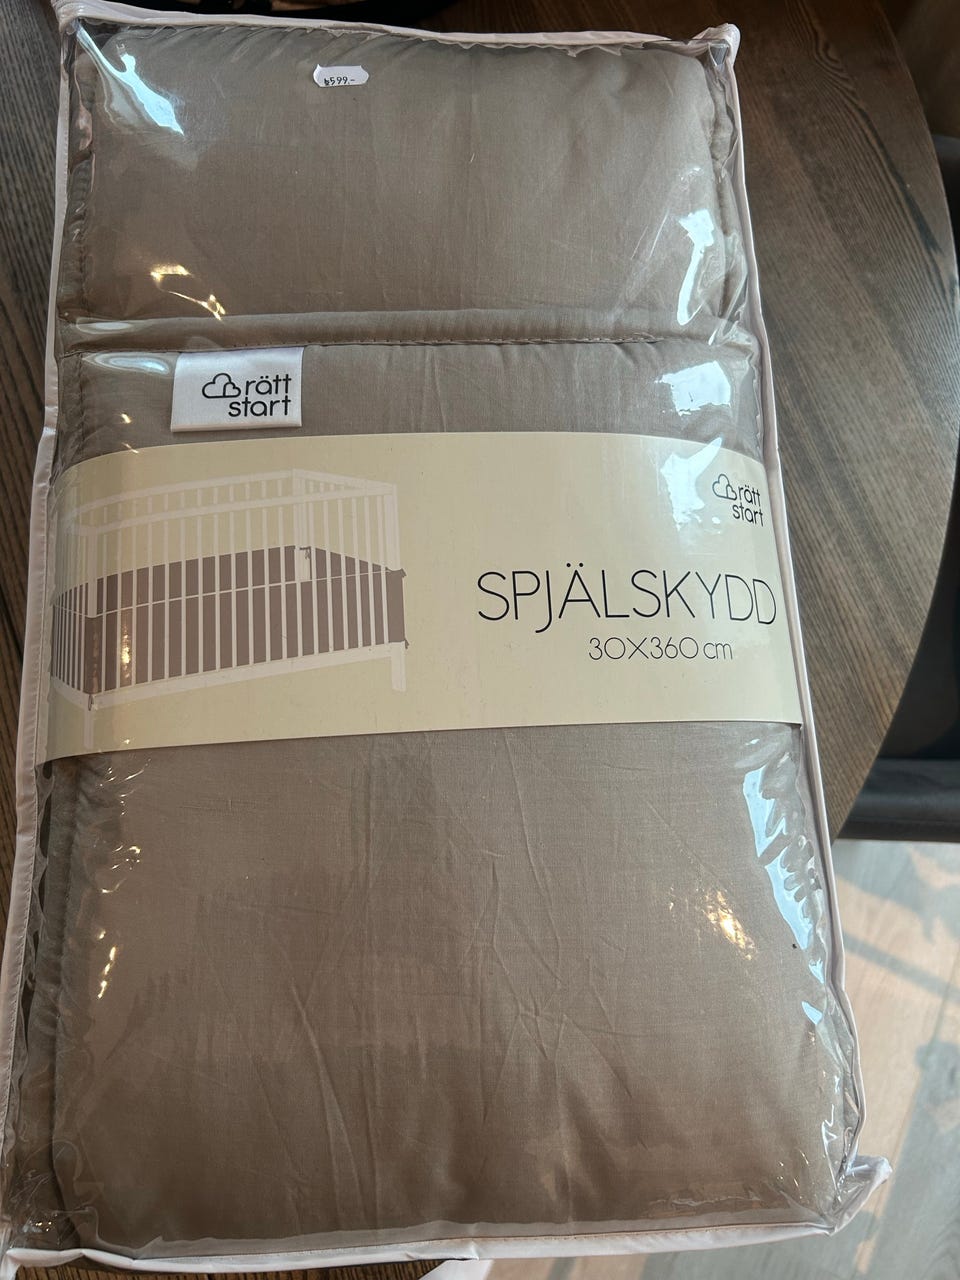 599.-
rätt
start
rätt
start
SPJÄLSKYDD
30X360 cm